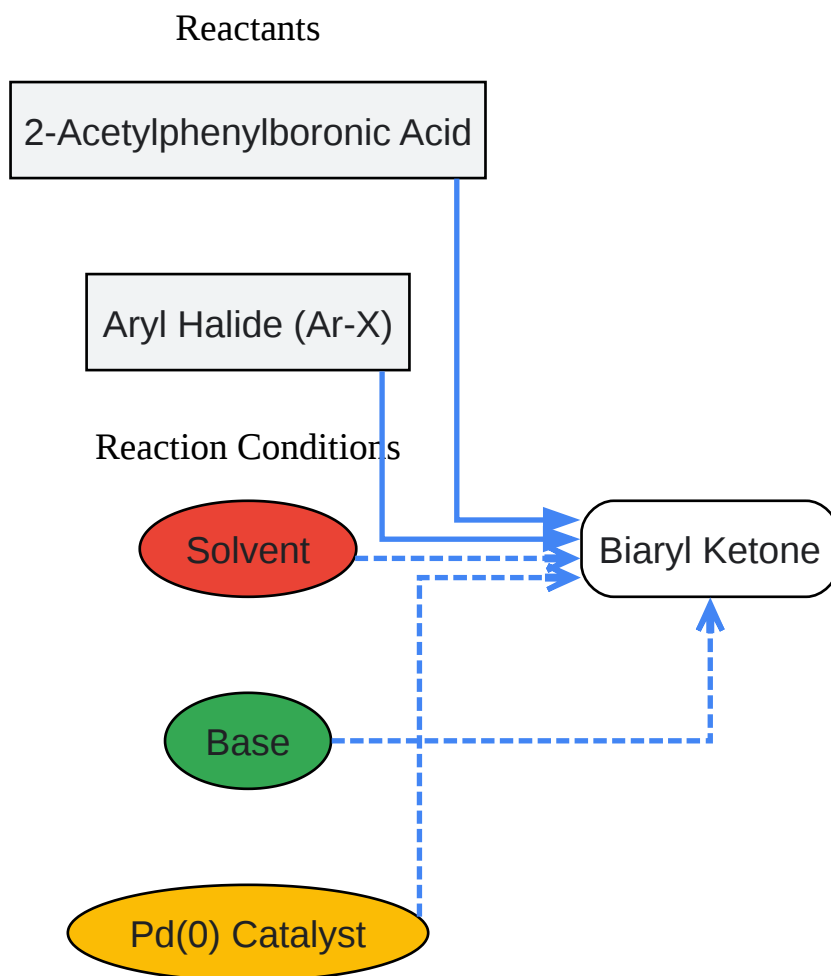 Reactants
2-Acetylphenylboronic Acid
Aryl Halide (Ar-X)
Reaction Conditions
Solvent
Biaryl Ketone
Base
Pd(0) Catalyst